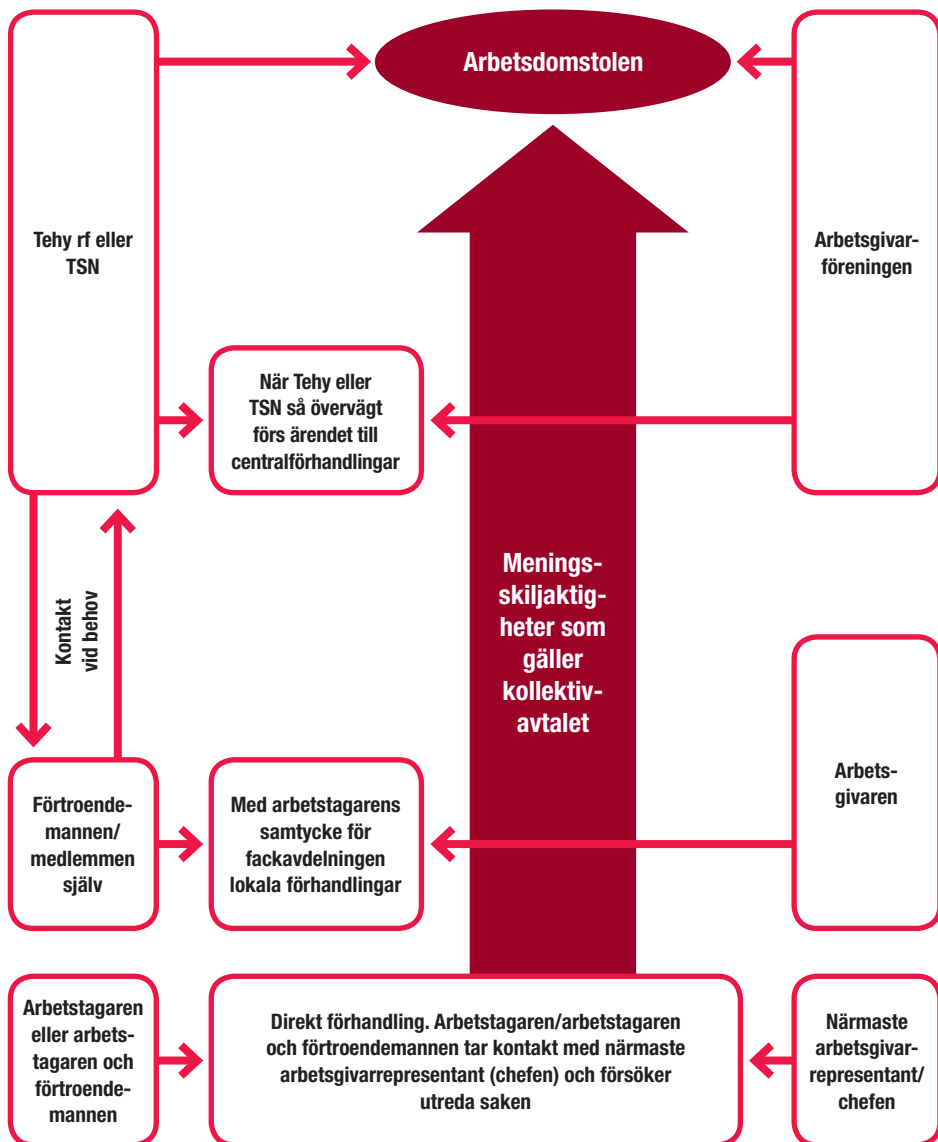 Arbetsdomstolen
Tehy rf eller
TSN
Arbetsgivar-
föreningen
När Tehy eller
TSN så övervägt
förs ärendet till
centralförhandlingar
Kontakt
vid behov
Menings-
skiljaktig-
heter som
gäller
kollektiv-
avtalet
Förtroende-
mannen/
medlemmen
själv
Med arbetstagarens
samtycke för
fackavdelningen
lokala förhandlingar
Arbets-
givaren
Arbetstagaren
eller arbets-
tagaren och
förtroende-
mannen
Direkt förhandling. Arbetstagaren/arbetstagaren
och förtroendemannen tar kontakt med närmaste
arbetsgivarrepresentant (chefen) och försöker
utreda saken
Närmaste
arbetsgivar-
representant/
chefen